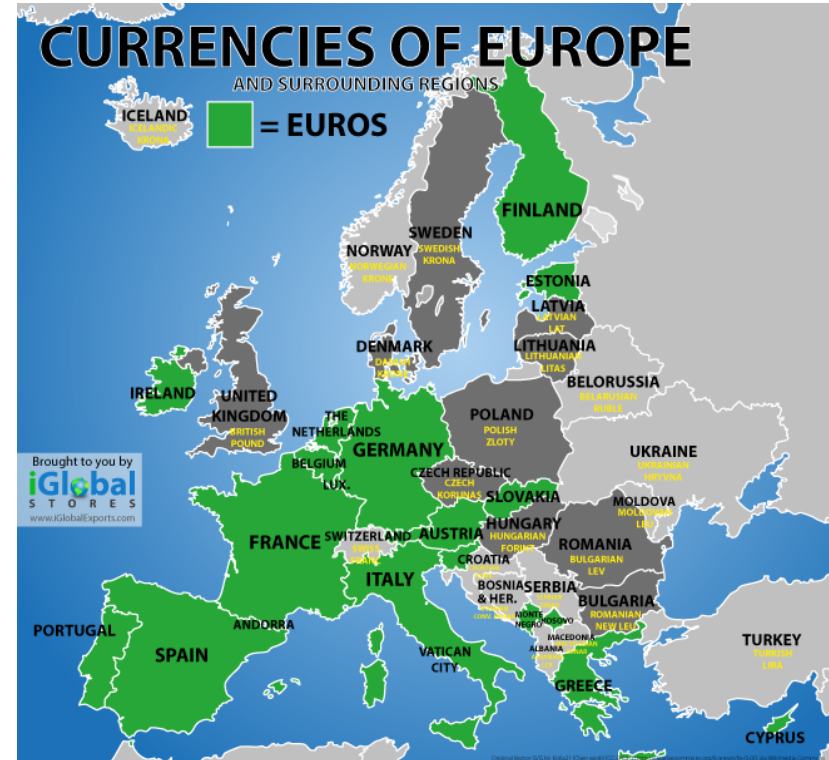 CURRENCIES OF EUROPE
AND SURROUNDING REGIONS
= EUROS
ICELAND
ICELANDIC
KRONA
FINLAND
SWEDEN
SWEDISH
KRONA
NORWAY
NORWEGIAN
KRONE
ESTONIA
LATVIA
LATVIAN
LAT
LITHUANIA
LITHUANIAN
LITAS
DENMARK
BELORUSSIA
BELARUSIAN
RUBLE
IRELAND
UNITED
KINGDOM
BRITISH
POUND
THE
NETHERLANDS
POLAND
POLISH
ZLOTY
GERMANY
BELGIUM
LUX.
CZECH REPUBLIC
CZECH
KORUNAS
UKRAINE
UKRAINIAN
HRYVNA
Brought to you by
iGlobal
STORES
www.iGlobalExports.com
SLOVAKIA
MOLDOVA
MOLDOVAN
LEU
FRANCE
SWITZERLAND
SWISS
FRANC
AUSTRIA
HUNGARY
HUNGARIAN
FORINT
ROMANIA
BULGARIAN
LEV
CROATIA
ITALY
BOSNIA
& HER.
SERBIA
BULGARIA
ROMANIAN
NEW LEU
MONTE
NEGRO
KOSOVO
PORTUGAL
ANDORRA
SPAIN
VATICAN
CITY
MACEDONIA
ALBANIA
TURKEY
TURKISH
LIRA
GREECE
CYPRUS